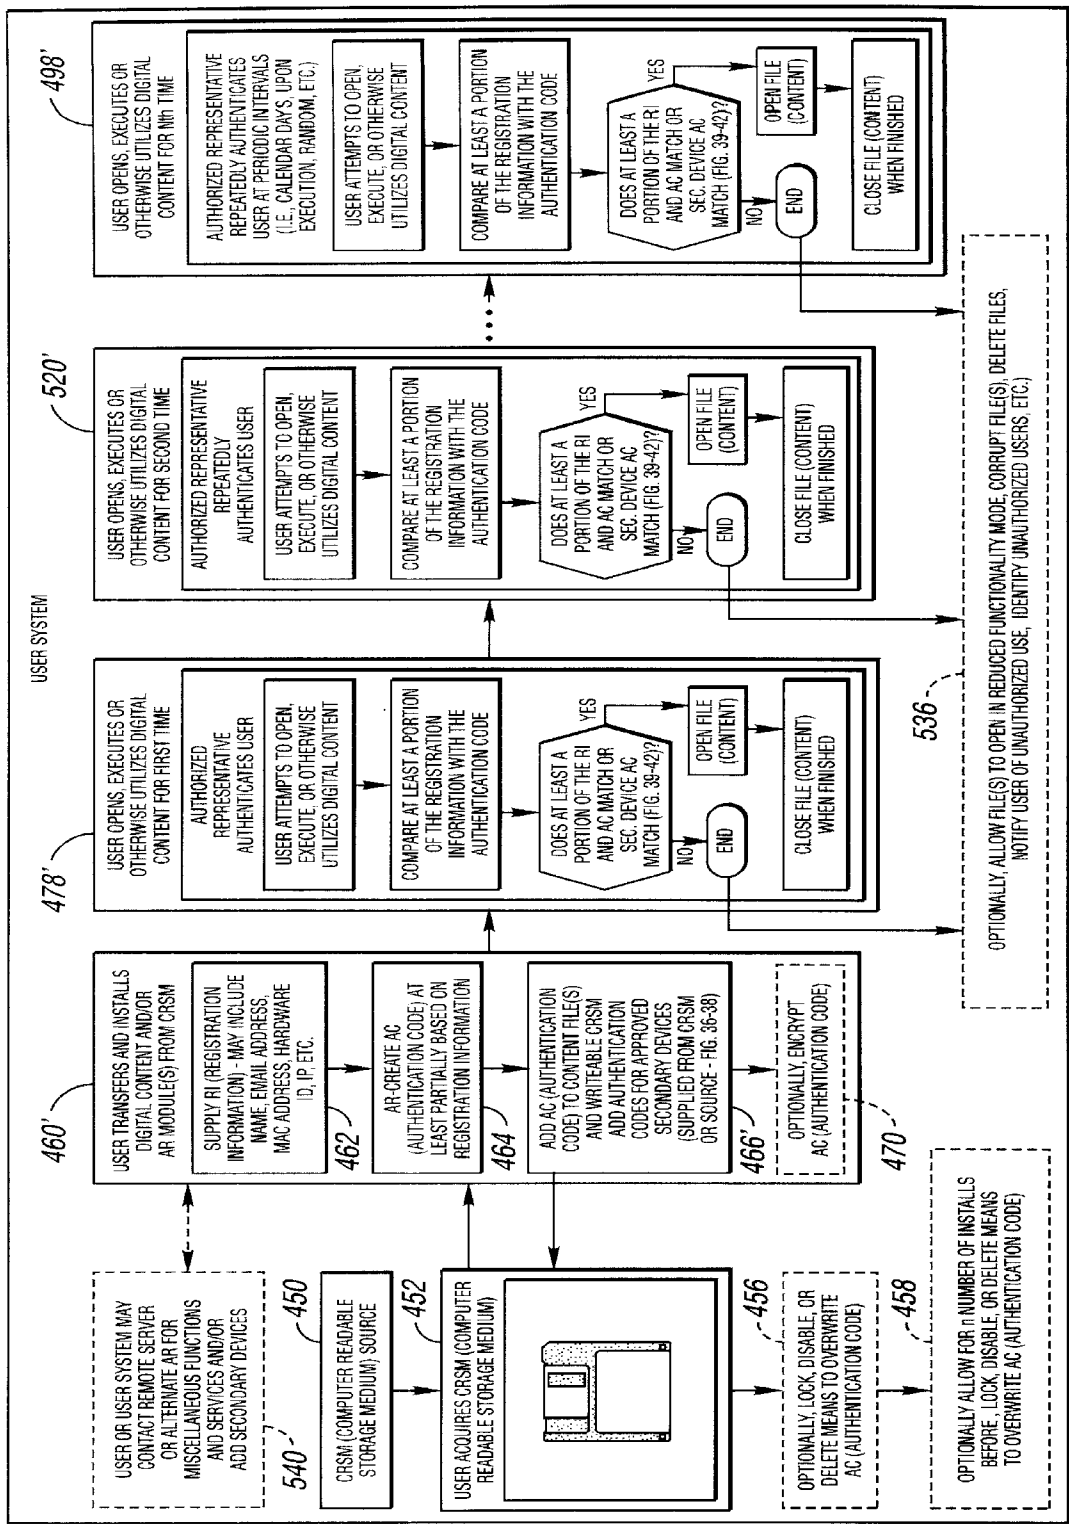 USER SYSTEM
USER OR USER SYSTEM MAY
CONTACT REMOTE SERVER
OR ALTERNATE AR FOR
MISCELLANEOUS FUNCTIONS
AND SERVICES AND/OR
ADD SECONDARY DEVICES
540
CRSM (COMPUTER READABLE
STORAGE MEDIUM) SOURCE
450
USER ACQUIRES CRSM (COMPUTER
READABLE STORAGE MEDIUM)
452
OPTIONALLY, LOCK, DISABLE, OR
DELETE MEANS TO OVERWRITE
AC (AUTHENTICATION CODE)
456
OPTIONALLY ALLOW FOR n NUMBER OF INSTALLS
BEFORE, LOCK, DISABLE, OR DELETE MEANS
TO OVERWRITE AC (AUTHENTICATION CODE)
458
460'
USER TRANSFERS AND INSTALLS
DIGITAL CONTENT AND/OR
AR MODULE(S) FROM CRSM
SUPPLY RI (REGISTRATION
INFORMATION) - MAY INCLUDE
NAME, EMAIL ADDRESS,
MAC ADDRESS, HARDWARE
ID, IP, ETC.
462
AR-CREATE AC
(AUTHENTICATION CODE) AT
LEAST PARTIALLY BASED ON
REGISTRATION INFORMATION
464
ADD AC (AUTHENTICATION
CODE) TO CONTENT FILE(S)
AND WRITEABLE CRSM
ADD AUTHENTICATION
CODES FOR APPROVED
SECONDARY DEVICES
(SUPPLIED FROM CRSM
OR SOURCE - FIG. 36-38)
466'
OPTIONALLY, ENCRYPT
AC (AUTHENTICATION CODE)
470
478'
USER OPENS, EXECUTES OR
OTHERWISE UTILIZES DIGITAL
CONTENT FOR FIRST TIME
AUTHORIZED
REPRESENTATIVE
AUTHENTICATES USER
USER ATTEMPTS TO OPEN,
EXECUTE, OR OTHERWISE
UTILIZES DIGITAL CONTENT
COMPARE AT LEAST A PORTION
OF THE REGISTRATION
INFORMATION WITH THE
AUTHENTICATION CODE
DOES AT LEAST A
PORTION OF THE RI
AND AC MATCH OR
SEC. DEVICE AC
MATCH (FIG. 39-42)?
YES
NO
OPEN FILE
(CONTENT)
END
CLOSE FILE (CONTENT)
WHEN FINISHED
520'
USER OPENS, EXECUTES OR
OTHERWISE UTILIZES DIGITAL
CONTENT FOR SECOND TIME
AUTHORIZED REPRESENTATIVE
REPEATEDLY
AUTHENTICATES USER
USER ATTEMPTS TO OPEN,
EXECUTE, OR OTHERWISE
UTILIZES DIGITAL CONTENT
COMPARE AT LEAST A PORTION
OF THE REGISTRATION
INFORMATION WITH THE
AUTHENTICATION CODE
DOES AT LEAST A
PORTION OF THE RI
AND AC MATCH OR
SEC. DEVICE AC
MATCH (FIG. 39-42)?
YES
NO
OPEN FILE
(CONTENT)
END
CLOSE FILE (CONTENT)
WHEN FINISHED
498'
USER OPENS, EXECUTES OR
OTHERWISE UTILIZES DIGITAL
CONTENT FOR Nth TIME
AUTHORIZED REPRESENTATIVE
REPEATEDLY AUTHENTICATES
USER AT PERIODIC INTERVALS
(I.E., CALENDAR DAYS, UPON
EXECUTION, RANDOM, ETC.)
USER ATTEMPTS TO OPEN,
EXECUTE, OR OTHERWISE
UTILIZES DIGITAL CONTENT
COMPARE AT LEAST A PORTION
OF THE REGISTRATION
INFORMATION WITH THE
AUTHENTICATION CODE
DOES AT LEAST A
PORTION OF THE RI
AND AC MATCH OR
SEC. DEVICE AC
MATCH (FIG. 39-42)?
YES
NO
OPEN FILE
(CONTENT)
END
CLOSE FILE (CONTENT)
WHEN FINISHED
536
OPTIONALLY, ALLOW FILE(S) TO OPEN IN REDUCED FUNCTIONALITY MODE, CORRUPT FILE(S), DELETE FILES,
NOTIFY USER OF UNAUTHORIZED USE, IDENTIFY UNAUTHORIZED USERS, ETC.)